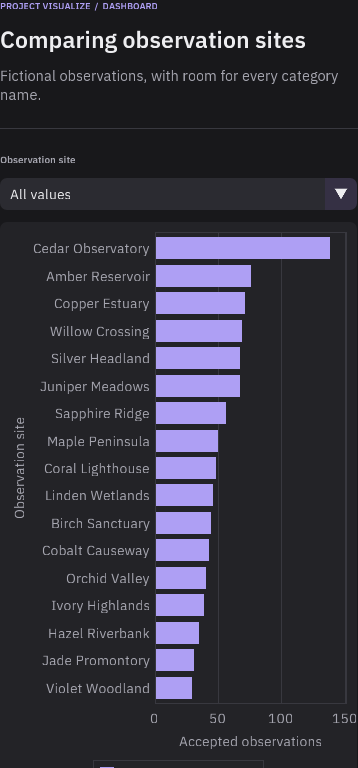 PROJECT VISUALIZE / DASHBOARD
Comparing observation sites
Fictional observations, with room for every category
name.
Observation site
All values
Cedar Observatory
Amber Reservoir
Copper Estuary
Willow Crossing
Silver Headland
Juniper Meadows
Sapphire Ridge
Maple Peninsula
Coral Lighthouse
Linden Wetlands
Birch Sanctuary
Cobalt Causeway
Orchid Valley
Ivory Highlands
Hazel Riverbank
Jade Promontory
Violet Woodland
Observation site
0 50 100 150
Accepted observations